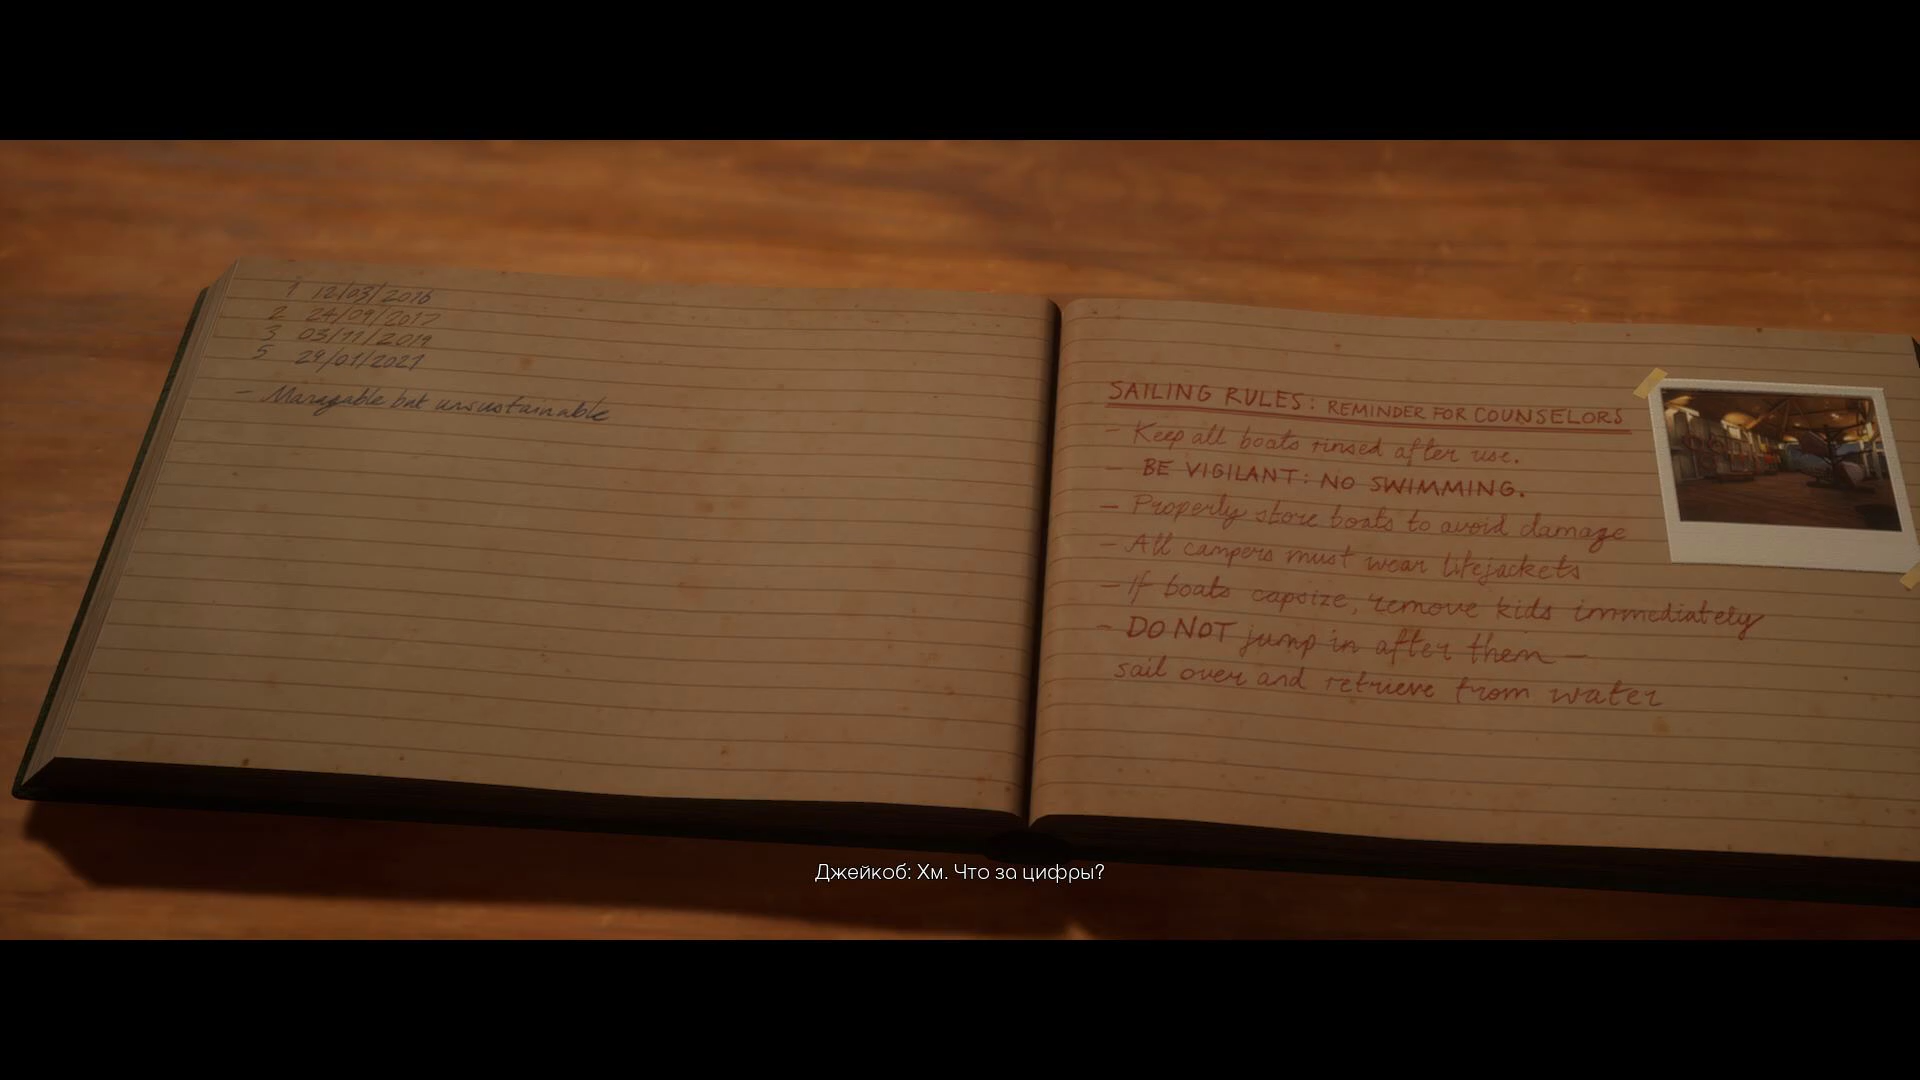 1 12/03/2016
2 24/09/2017
3 03/11/2019
5 29/01/2021
- Managable but unsustainable
SAILING RULES: REMINDER FOR COUNSELORS
- Keep all boats rinsed after use.
- BE VIGILANT: NO SWIMMING.
- Properly store boats to avoid damage
- All campers must wear lifejackets
- If boats capsize, remove kids immediately
- DO NOT jump in after them -
sail over and retrieve from water
Джейкоб: Хм. Что за цифры?